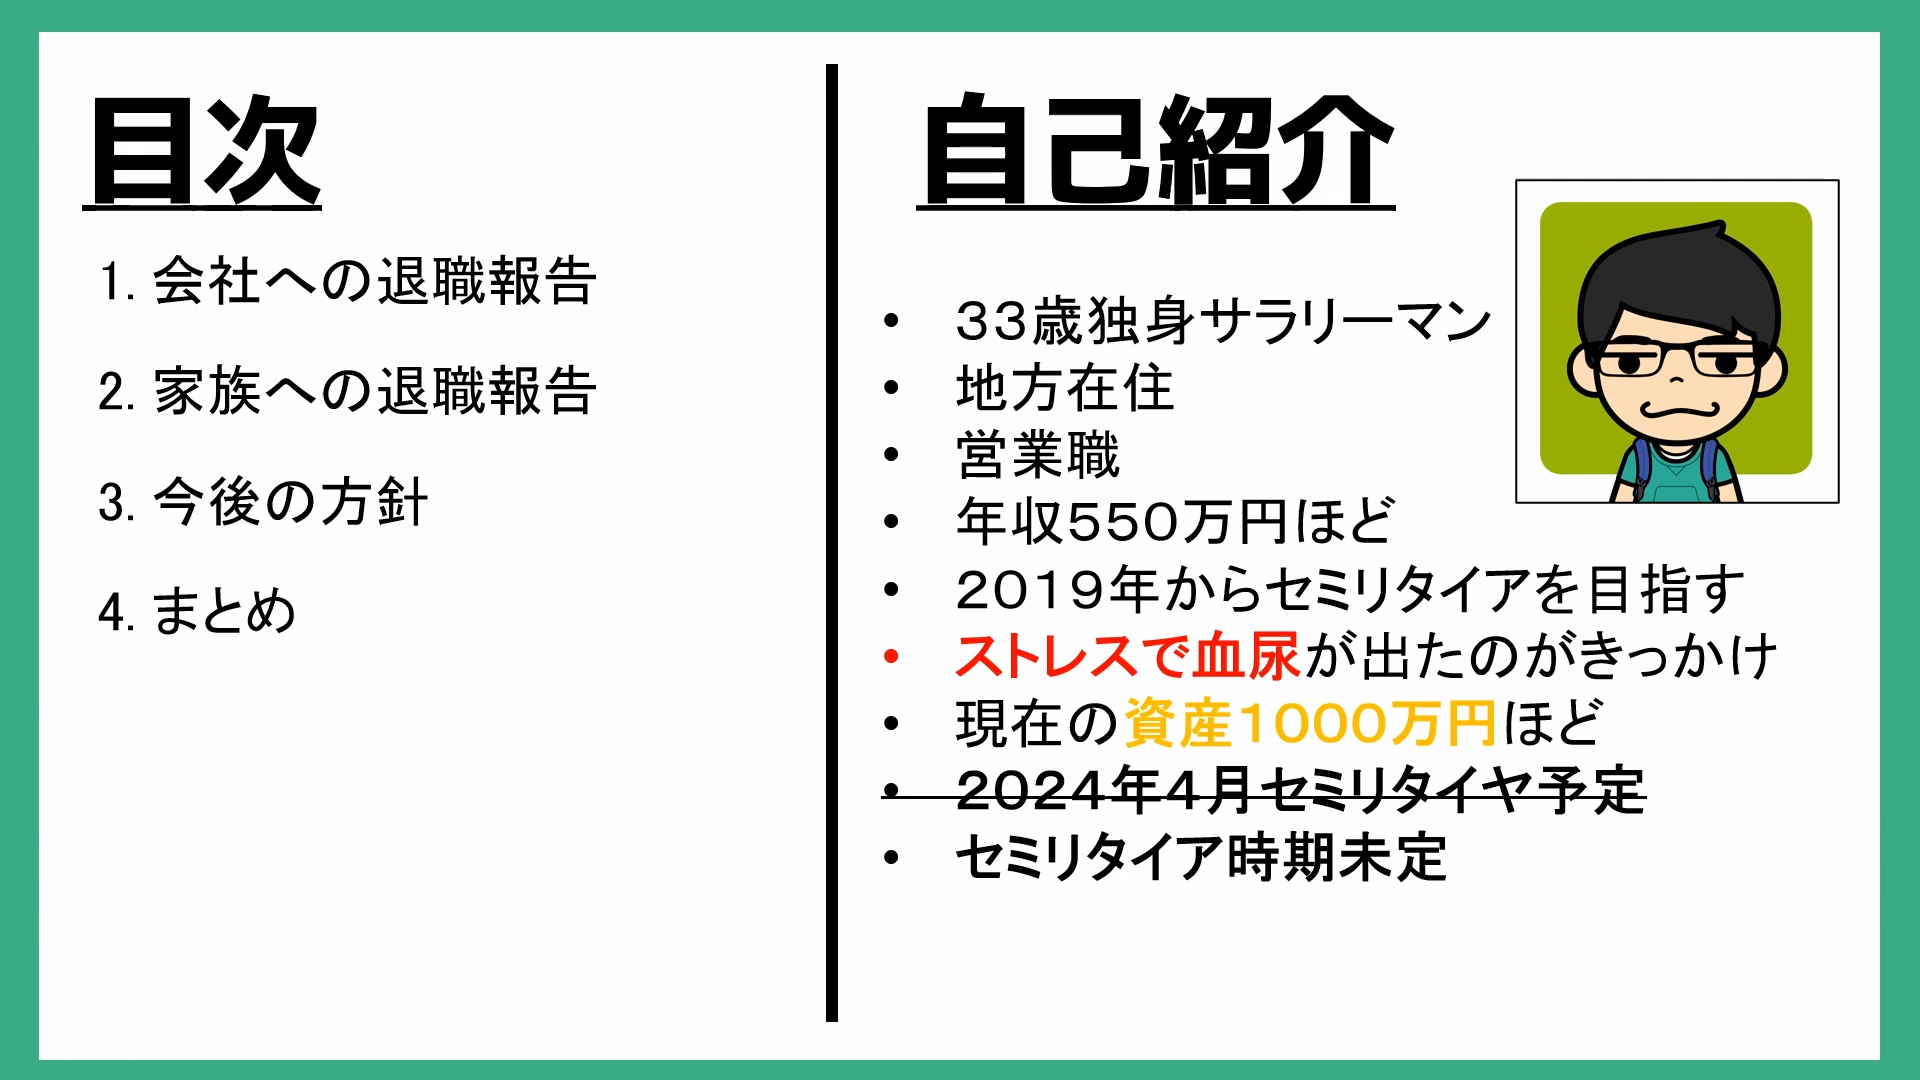 目次
1. 会社への退職報告
2. 家族への退職報告
3. 今後の方針
4. まとめ
自己紹介
• 33歳独身サラリーマン
• 地方在住
• 営業職
• 年収550万円ほど
• 2019年からセミリタイアを目指す
• ストレスで血尿が出たのがきっかけ
• 現在の資産1000万円ほど
• 2024年4月セミリタイヤ予定
• セミリタイア時期未定